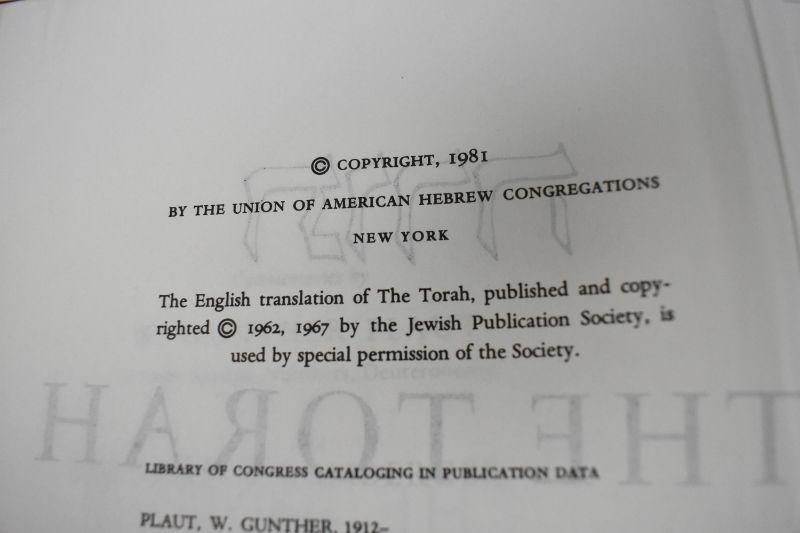 © COPYRIGHT, 1981
BY THE UNION OF AMERICAN HEBREW CONGREGATIONS
NEW YORK
The English translation of The Torah, published and copy-
righted © 1962, 1967 by the Jewish Publication Society, is
used by special permission of the Society.
THE TORAH
LIBRARY OF CONGRESS CATALOGING IN PUBLICATION DATA
PLAUT, W. GUNTHER, 1912–